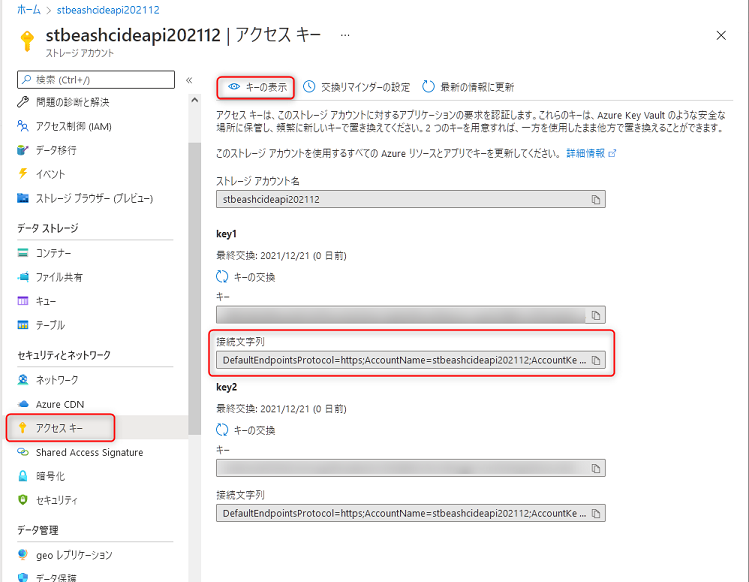 ホーム > stbeashcideapi202112
stbeashcideapi202112 | アクセス キー ...
ストレージ アカウント
検索 (Ctrl+/)
問題の診断と解決
アクセス制御 (IAM)
データ移行
イベント
ストレージ ブラウザー (プレビュー)
データ ストレージ
コンテナー
ファイル共有
キュー
テーブル
セキュリティとネットワーク
ネットワーク
Azure CDN
アクセス キー
Shared Access Signature
暗号化
セキュリティ
データ管理
geo レプリケーション
データ保護
キーの表示 交換リマインダーの設定 最新の情報に更新
アクセス キーは、このストレージ アカウントに対するアプリケーションの要求を認証します。これらのキーは、Azure Key Vault のような安全な
場所に保管し、頻繁に新しいキーで置き換えてください。2 つのキーを用意すれば、一方を使用したまま他方で置き換えることができます。
このストレージ アカウントを使用するすべての Azure リソースとアプリでキーを更新してください。 詳細情報
ストレージ アカウント名
stbeashcideapi202112
key1
最終交換: 2021/12/21 (0 日前)
キーの交換
キー
接続文字列
DefaultEndpointsProtocol=https;AccountName=stbeashcideapi202112;AccountKe ...
key2
最終交換: 2021/12/21 (0 日前)
キーの交換
キー
接続文字列
DefaultEndpointsProtocol=https;AccountName=stbeashcideapi202112;AccountKe ...